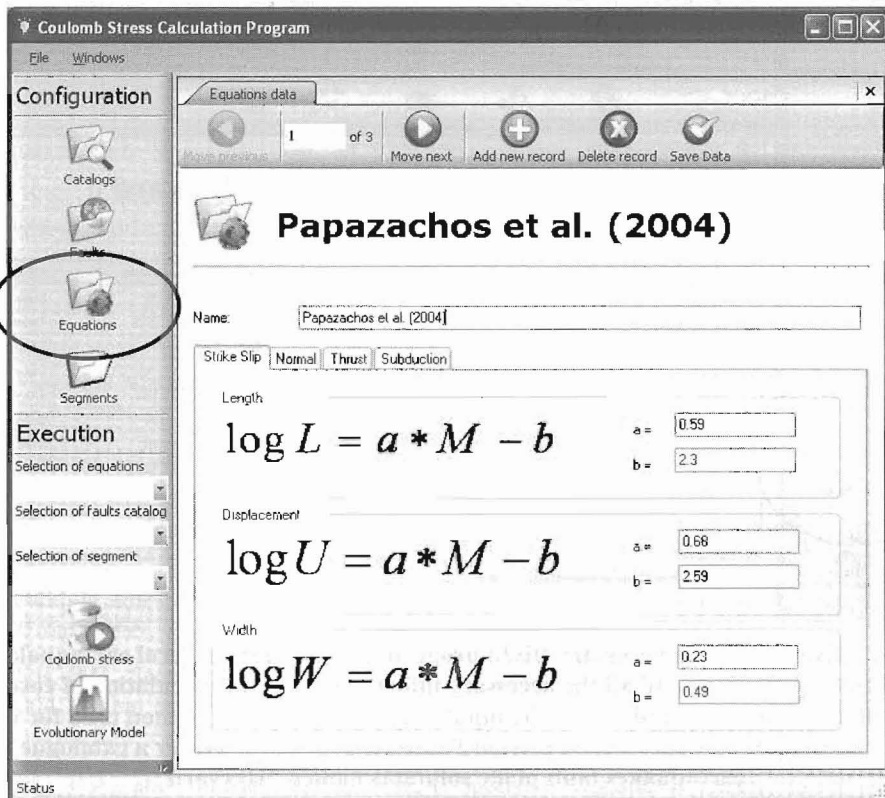 Coulomb Stress Calculation Program
File Windows
Configuration
Catalogs
Faults
Equations
Segments
Execution
Selection of equations
Selection of faults catalog
Selection of segment
Coulomb stress
Evolutionary Model
Status
Equations data
Move previous
1 of 3
Move next
Add new record
Delete record
Save Data
Papazachos et al. (2004)
Name: Papazachos et al. (2004)
Strike Slip Normal Thrust Subduction
Length
log L = a * M - b
a = 0.59
b = 2.3
Displacement
log U = a * M - b
a = 0.68
b = 2.59
Width
log W = a * M - b
a = 0.23
b = 0.49